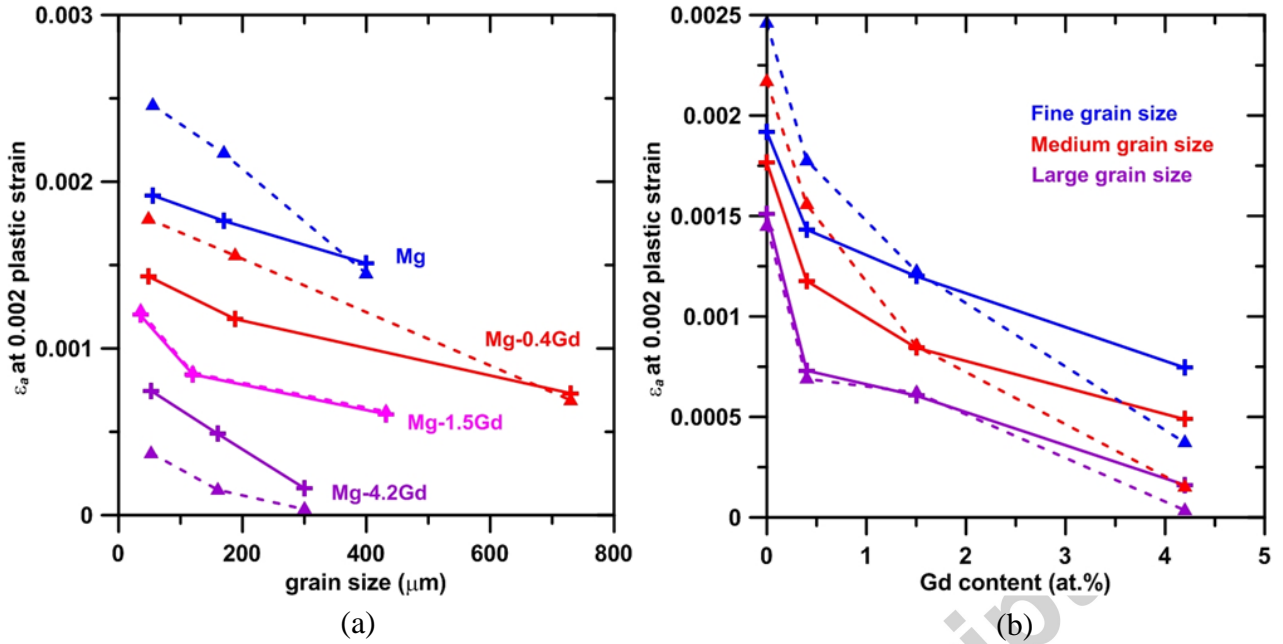 0.003
0.002
0.001
0
εa at 0.002 plastic strain
Mg
Mg-0.4Gd
Mg-1.5Gd
Mg-4.2Gd
0 200 400 600 800
grain size (μm)
(a)
0.0025
0.002
0.0015
0.001
0.0005
0
εa at 0.002 plastic strain
Fine grain size
Medium grain size
Large grain size
0 1 2 3 4 5
Gd content (at.%)
(b)